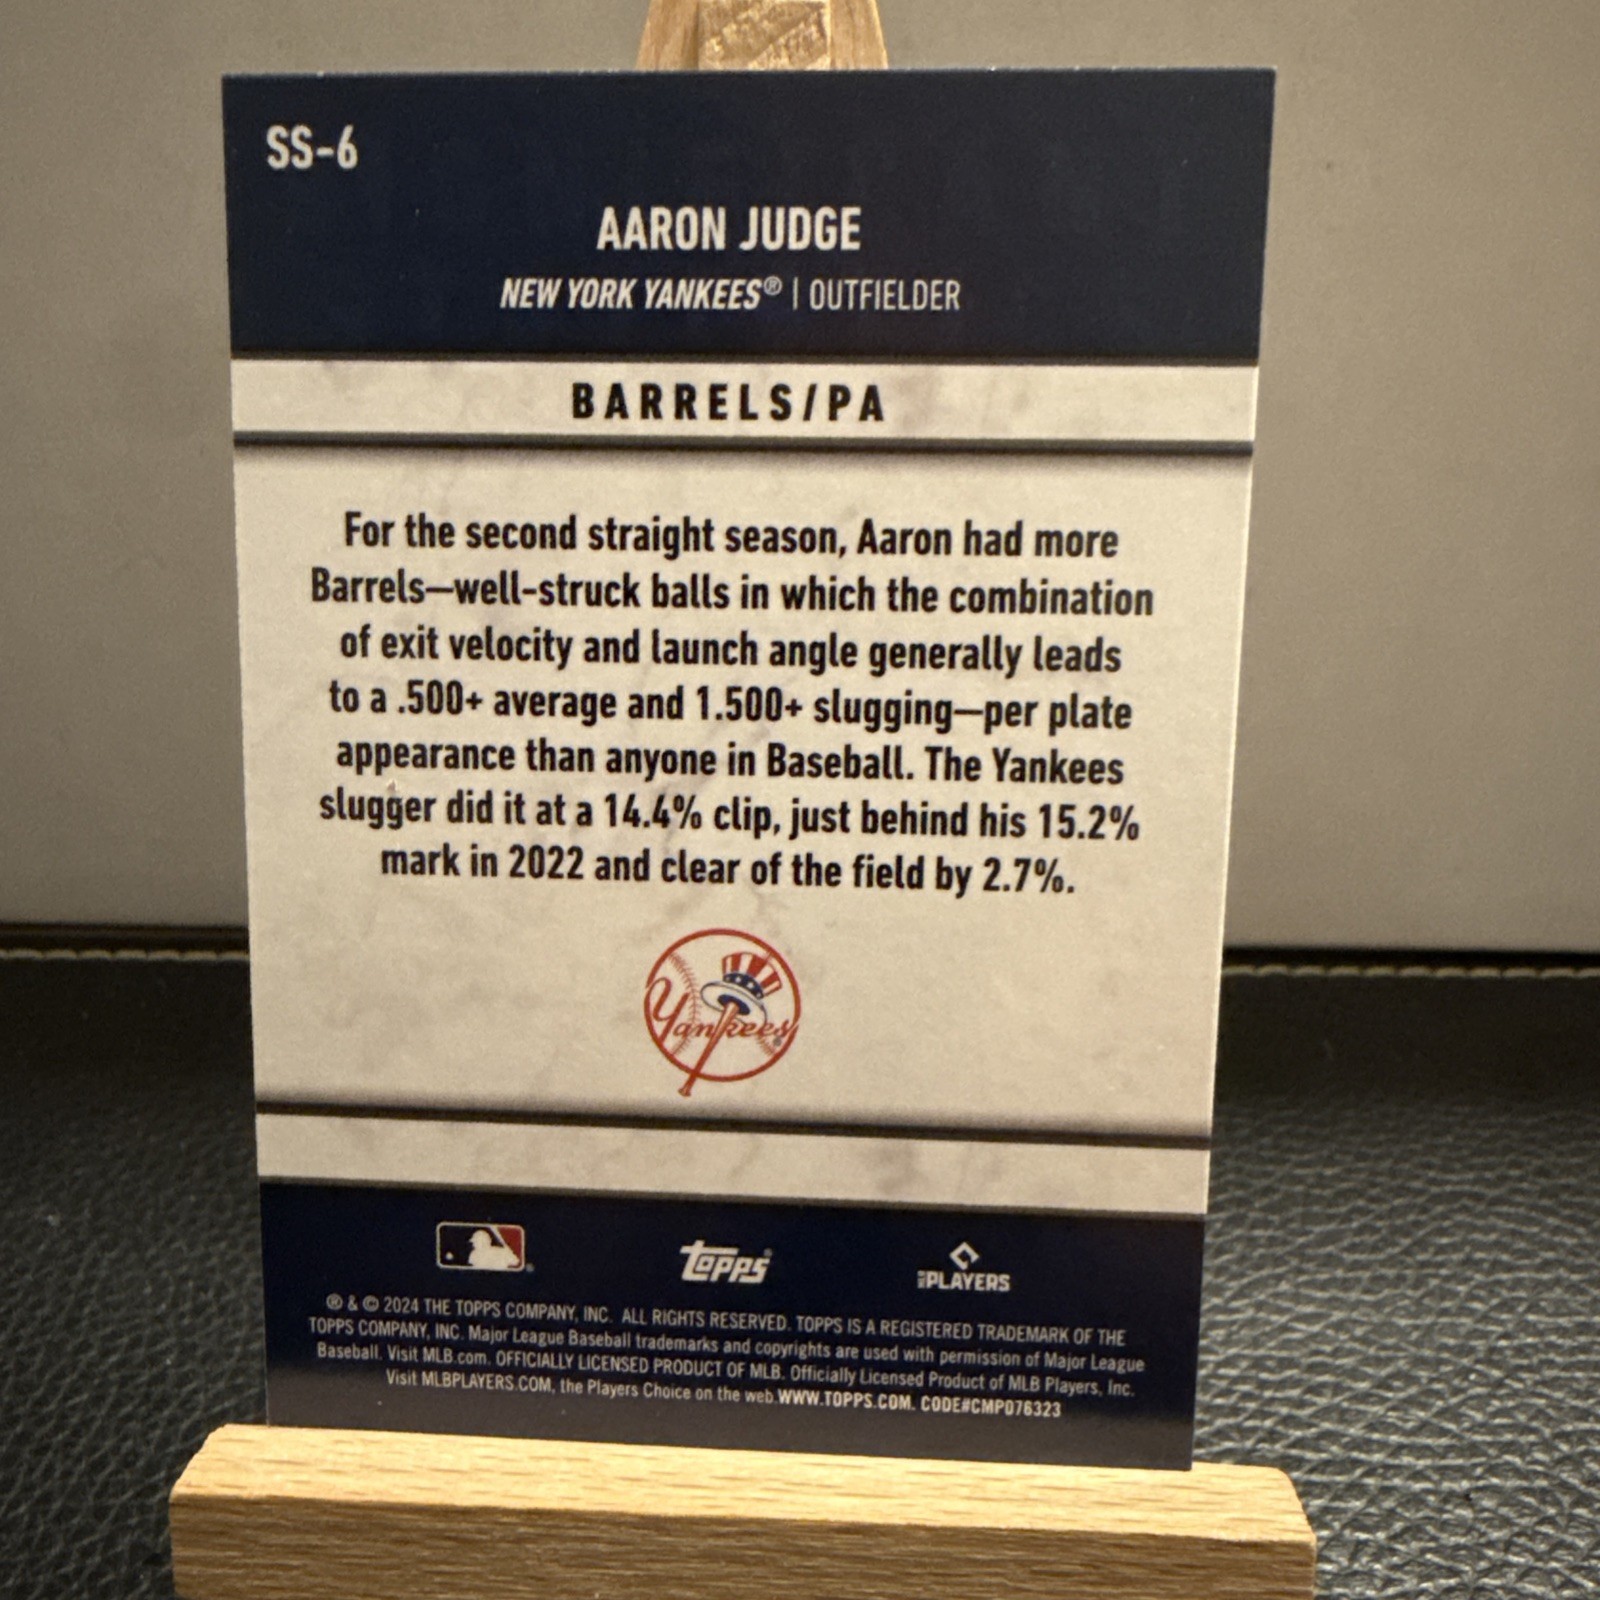 SS-6
AARON JUDGE
NEW YORK YANKEES® | OUTFIELDER
BARRELS/PA
For the second straight season, Aaron had more
Barrels—well-struck balls in which the combination
of exit velocity and launch angle generally leads
to a .500+ average and 1.500+ slugging—per plate
appearance than anyone in Baseball. The Yankees
slugger did it at a 14.4% clip, just behind his 15.2%
mark in 2022 and clear of the field by 2.7%.
Yankees®
Topps®
MLB PLAYERS
® & © 2024 THE TOPPS COMPANY, INC. ALL RIGHTS RESERVED. TOPPS IS A REGISTERED TRADEMARK OF THE
TOPPS COMPANY, INC. Major League Baseball trademarks and copyrights are used with permission of Major League
Baseball. Visit MLB.com. OFFICIALLY LICENSED PRODUCT OF MLB. Officially Licensed Product of MLB Players, Inc.
Visit MLBPLAYERS.COM, the Players Choice on the web.WWW.TOPPS.COM. CODE#CMP076323